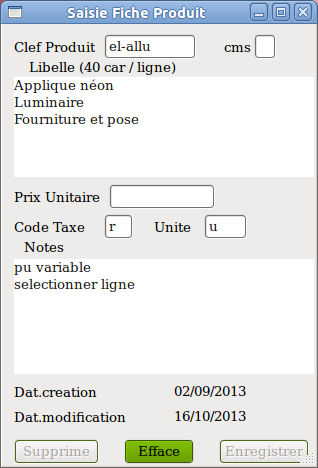 Saisie Fiche Produit
Clef Produit el-allu cms
Libelle (40 car / ligne)
Applique néon
Luminaire
Fourniture et pose
Prix Unitaire
Code Taxe r Unite u
Notes
pu variable
selectionner ligne
Dat.creation 02/09/2013
Dat.modification 16/10/2013
Supprime Efface Enregistrer